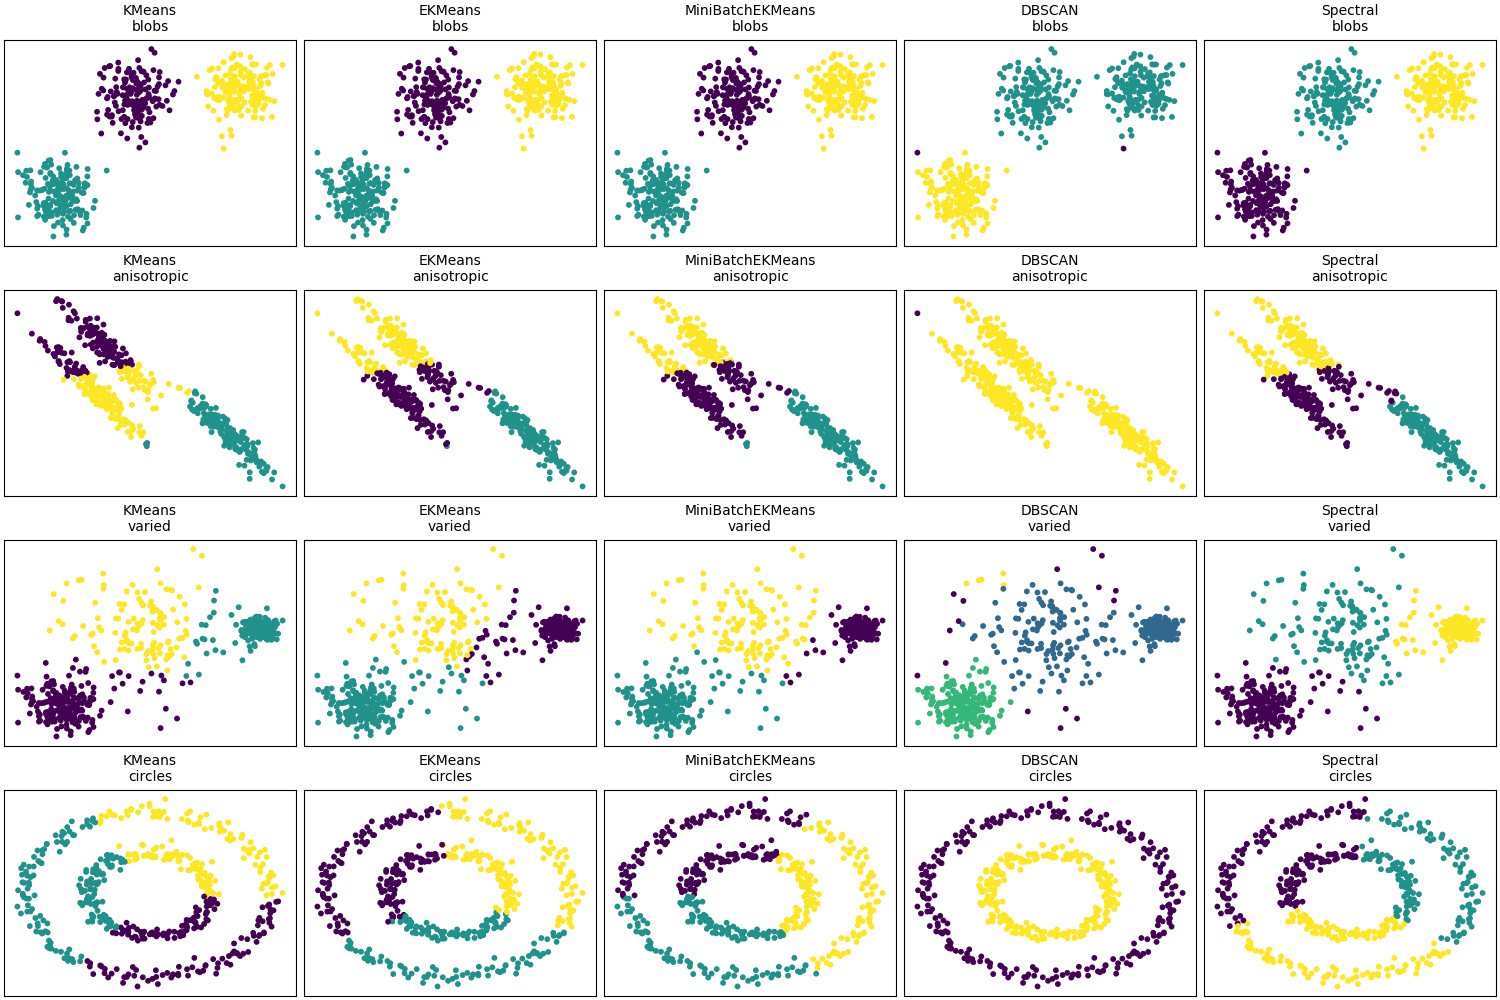 KMeans
blobs
EKMeans
blobs
MiniBatchEKMeans
blobs
DBSCAN
blobs
Spectral
blobs
KMeans
anisotropic
EKMeans
anisotropic
MiniBatchEKMeans
anisotropic
DBSCAN
anisotropic
Spectral
anisotropic
KMeans
varied
EKMeans
varied
MiniBatchEKMeans
varied
DBSCAN
varied
Spectral
varied
KMeans
circles
EKMeans
circles
MiniBatchEKMeans
circles
DBSCAN
circles
Spectral
circles